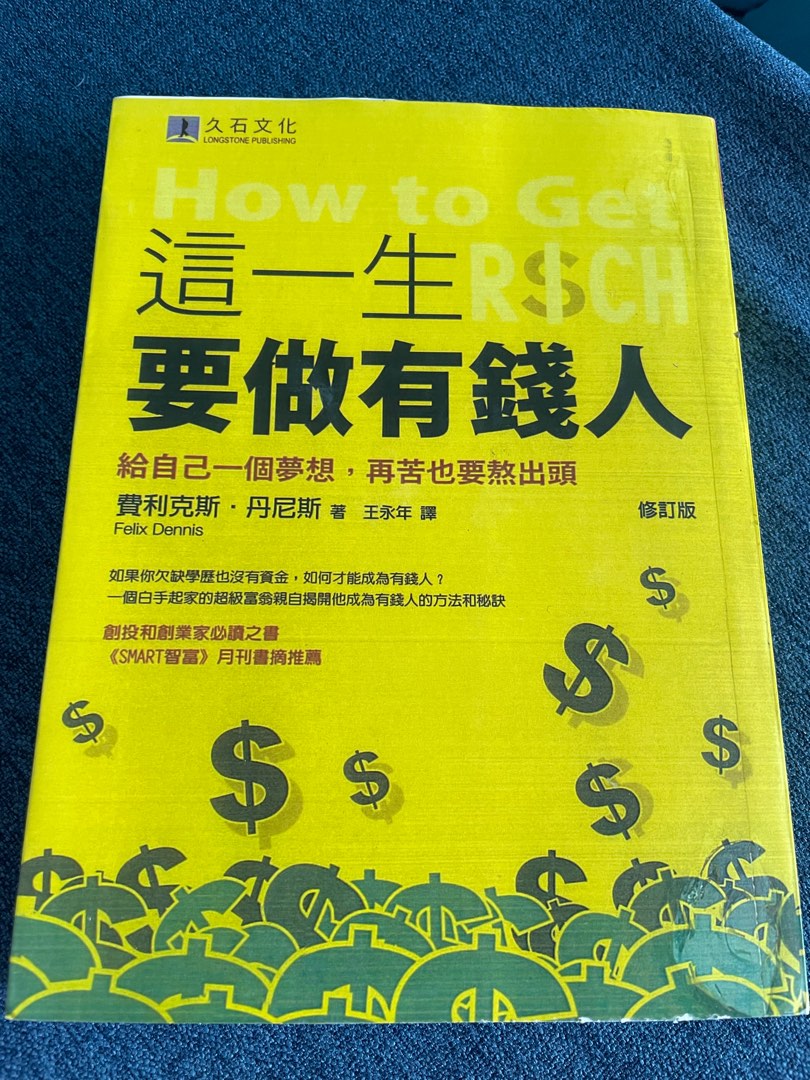 久石文化
LONGSTONE PUBLISHING
How to Get
這一生 R$CH
要做有錢人
給自己一個夢想,再苦也要熬出頭
費利克斯・丹尼斯 著 王永年 譯 修訂版
Felix Dennis
如果你欠缺學歷也沒有資金,如何才能成為有錢人?
一個白手起家的超級富翁親自揭開他成為有錢人的方法和秘訣
創投和創業家必讀之書
《SMART智富》月刊書摘推薦